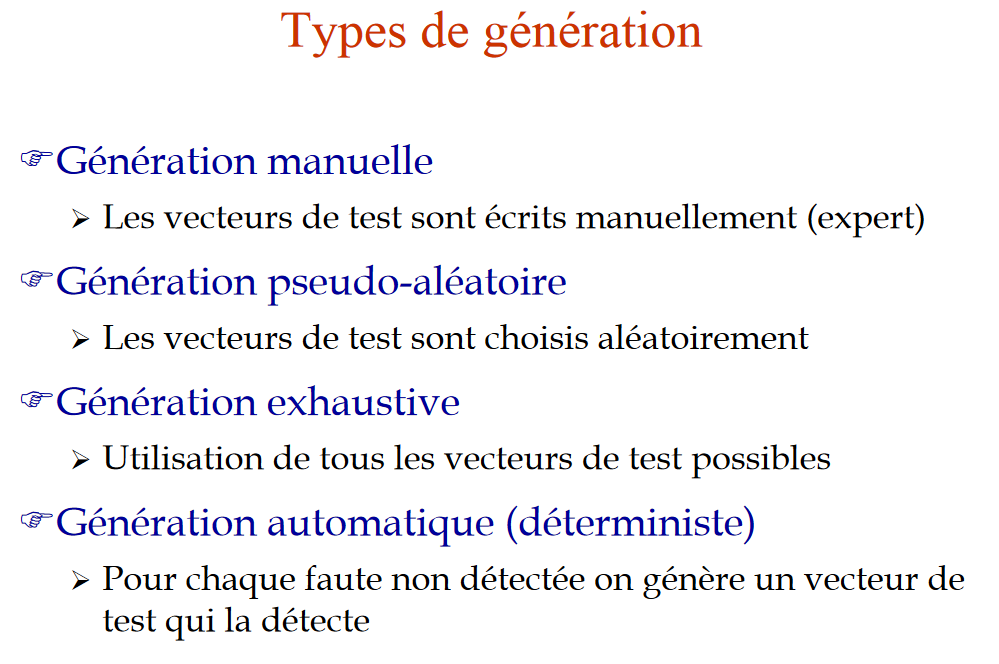 Types de génération
☞Génération manuelle
➢ Les vecteurs de test sont écrits manuellement (expert)
☞Génération pseudo-aléatoire
➢ Les vecteurs de test sont choisis aléatoirement
☞Génération exhaustive
➢ Utilisation de tous les vecteurs de test possibles
☞Génération automatique (déterministe)
➢ Pour chaque faute non détectée on génère un vecteur de
test qui la détecte